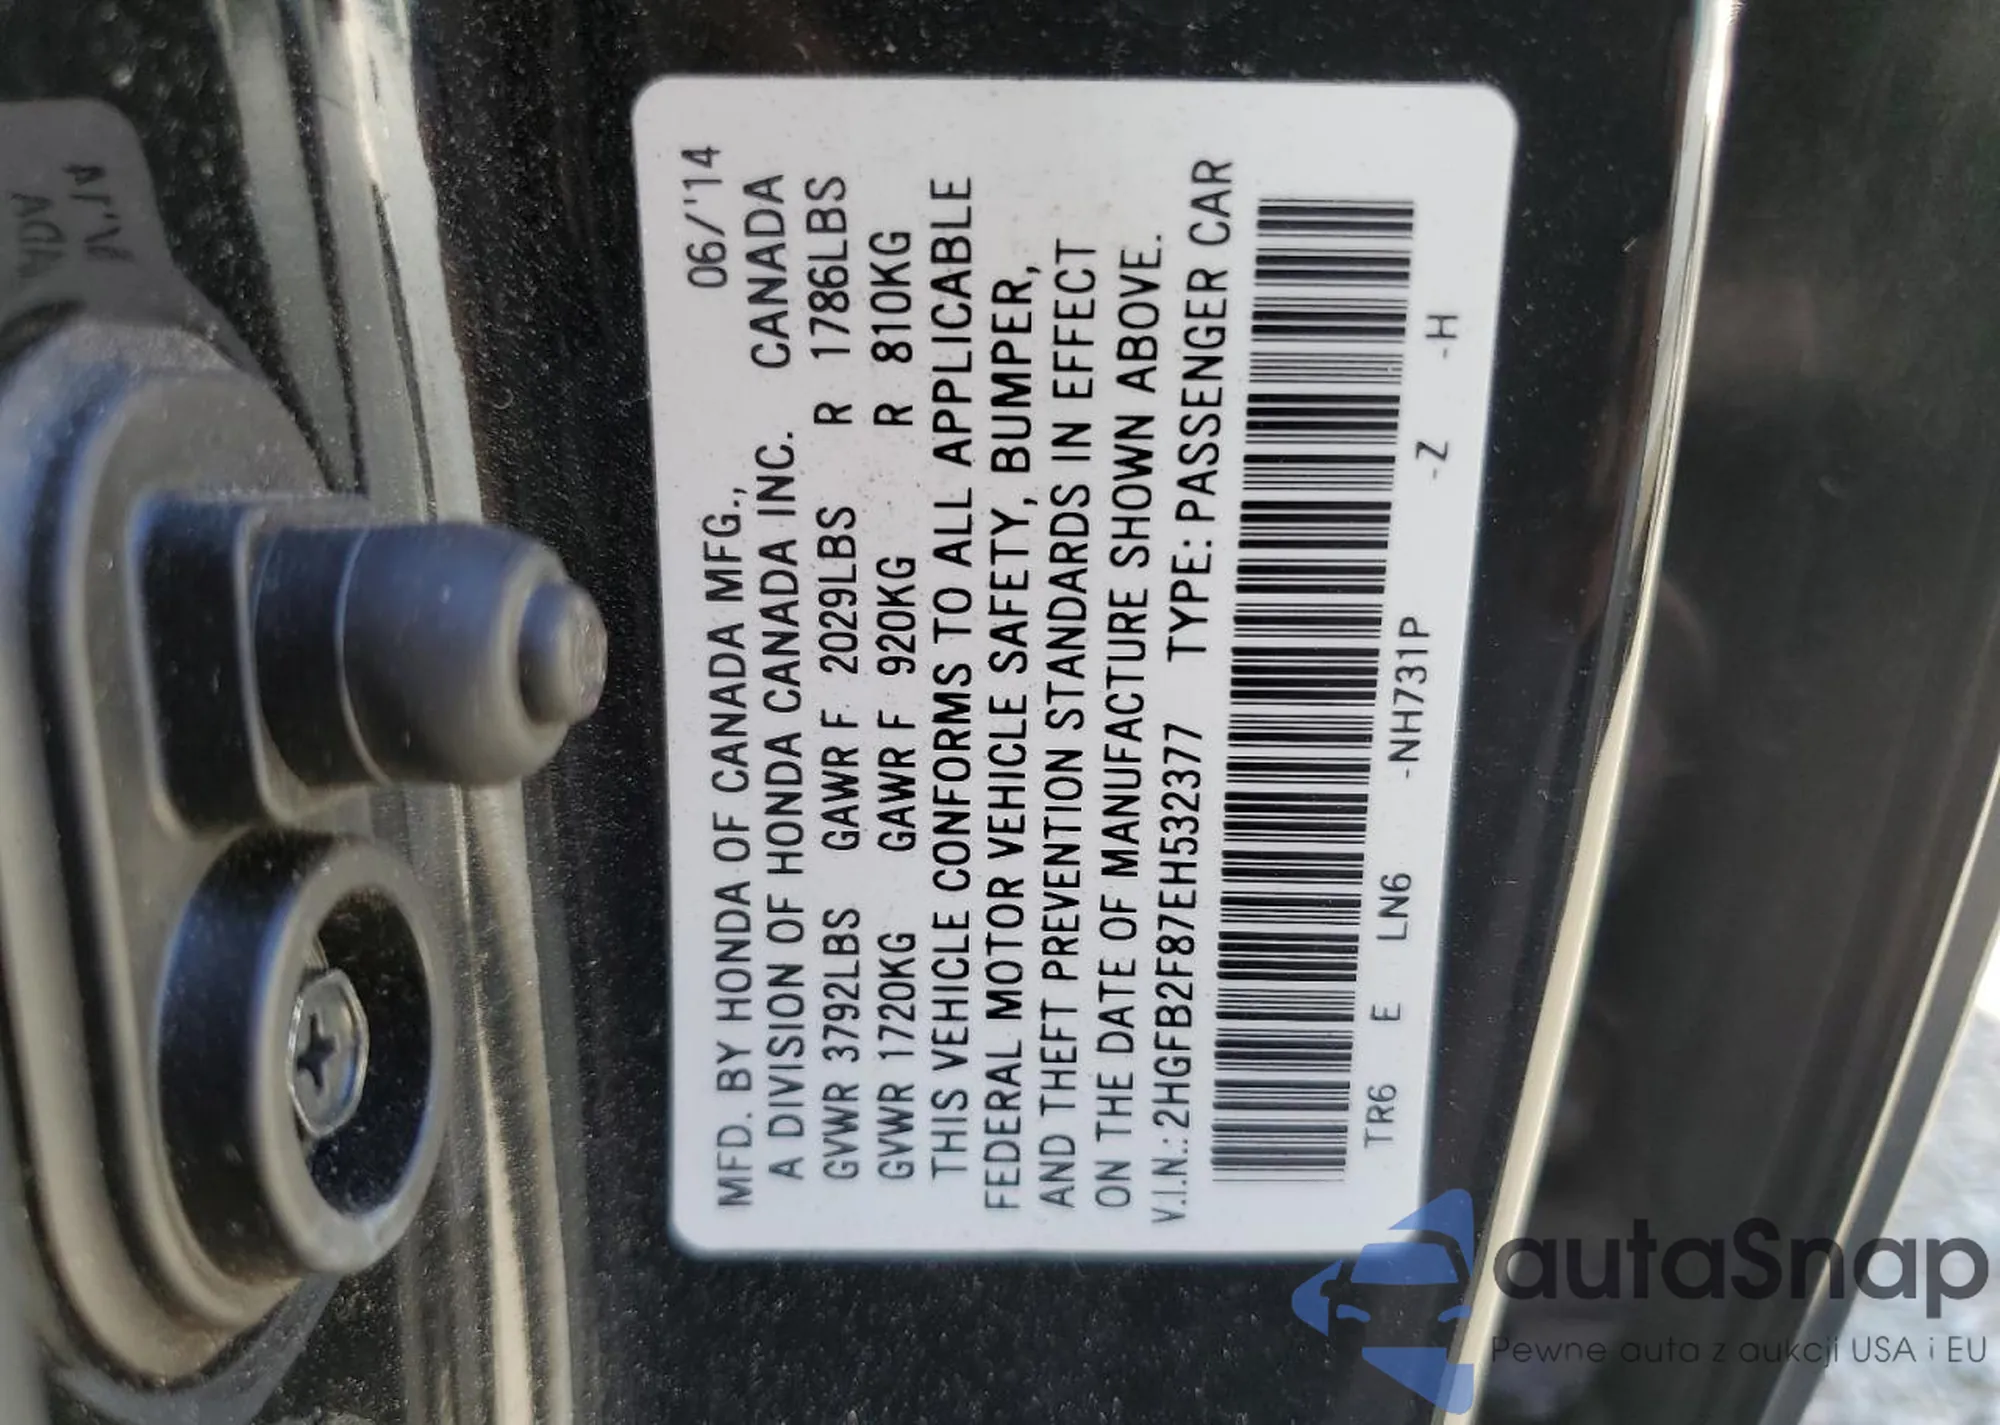 MFD. BY HONDA OF CANADA MFG., 06/'14
A DIVISION OF HONDA CANADA INC. CANADA
GVWR 3792LBS GAWR F 2029LBS R 1786LBS
GVWR 1720KG GAWR F 920KG R 810KG
THIS VEHICLE CONFORMS TO ALL APPLICABLE
FEDERAL MOTOR VEHICLE SAFETY, BUMPER,
AND THEFT PREVENTION STANDARDS IN EFFECT
ON THE DATE OF MANUFACTURE SHOWN ABOVE.
V.I.N.: 2HGFB2F87EH532377 TYPE: PASSENGER CAR
TR6 E LN6 -NH731P -Z -H
autaSnap
Pewne auta z aukcji USA i EU